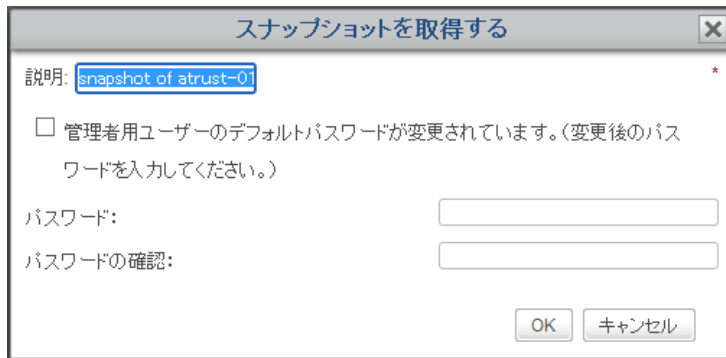 スナップショットを取得する
説明: snapshot of atrust-01 *
管理者用ユーザーのデフォルトパスワードが変更されています。(変更後のパス
ワードを入力してください。)
パスワード:
パスワードの確認:
OK キャンセル